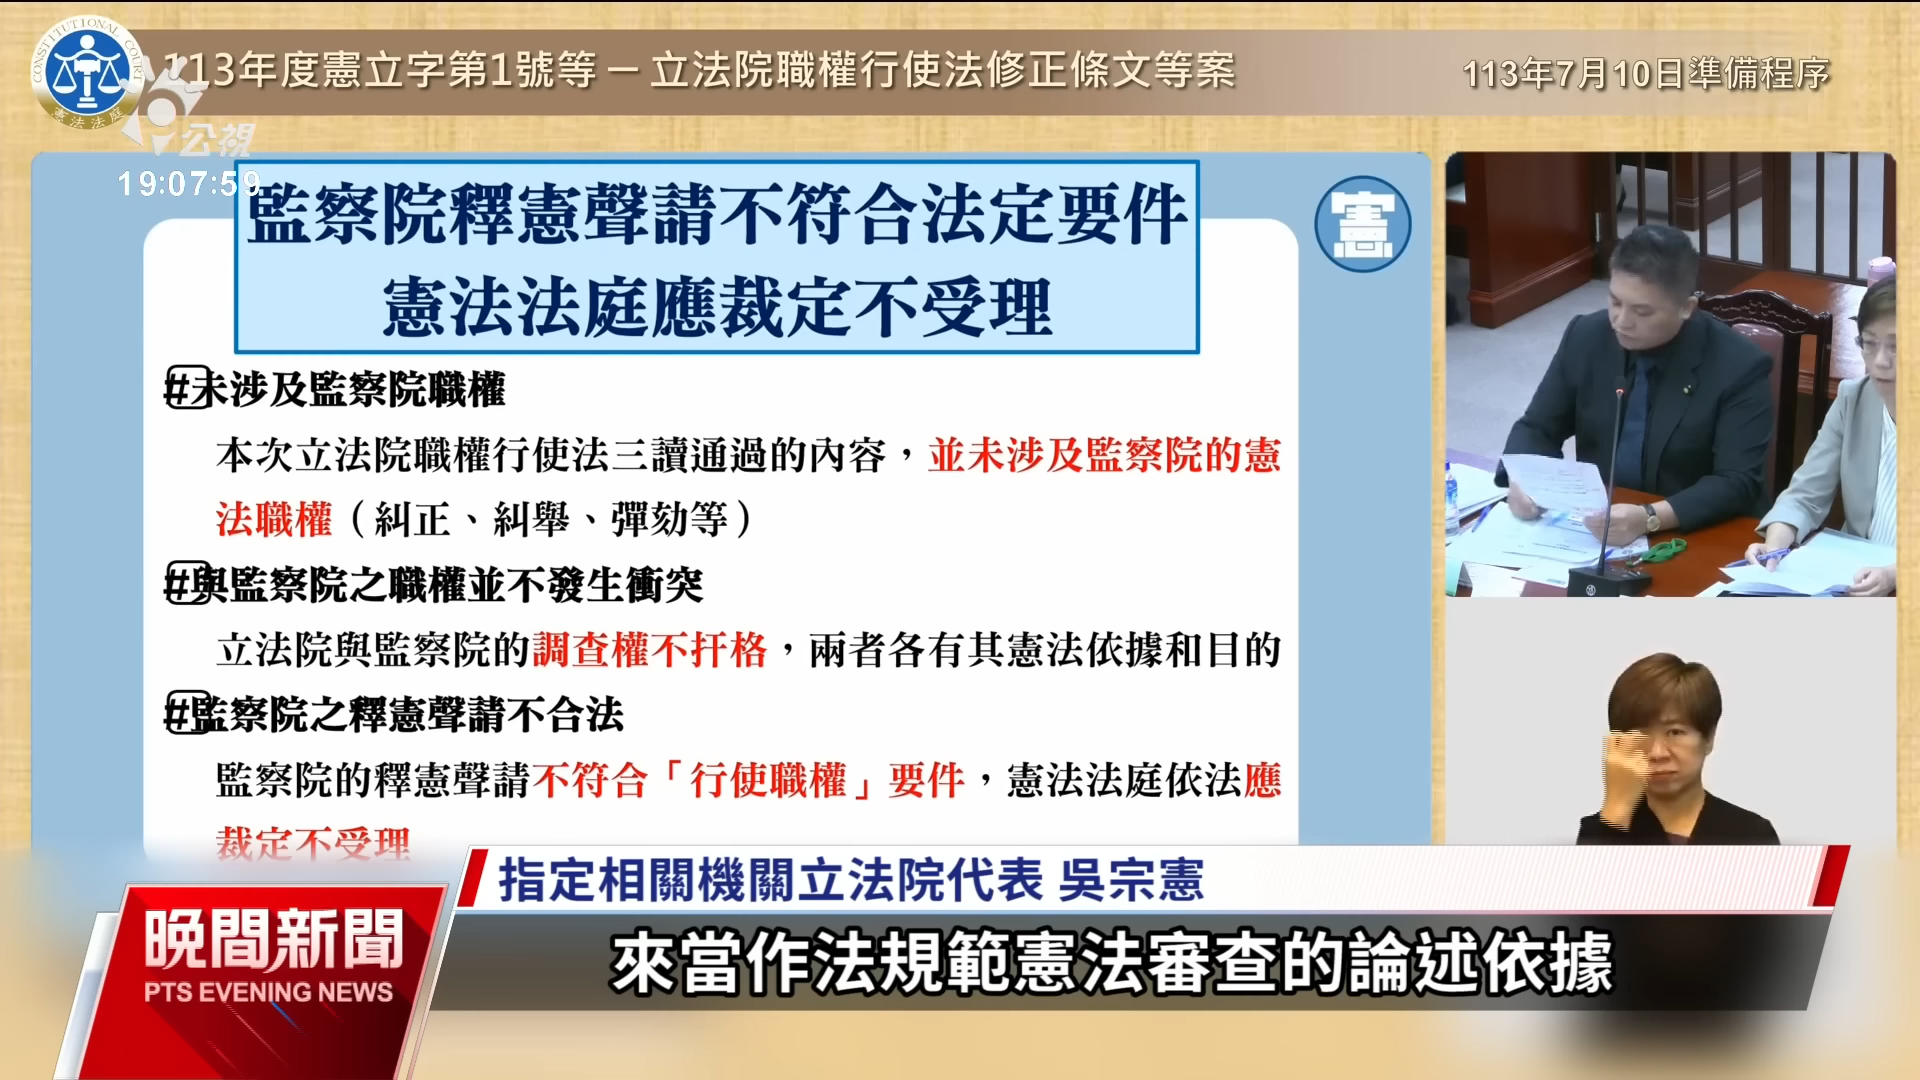 CONSTITUTIONAL COURT
憲法法庭
113年度憲立字第1號等 － 立法院職權行使法修正條文等案
113年7月10日準備程序
公視
19:07:59
監察院釋憲聲請不符合法定要件
憲法法庭應裁定不受理
憲
#未涉及監察院職權
本次立法院職權行使法三讀通過的內容，並未涉及監察院的憲
法職權（糾正、糾舉、彈劾等）
#與監察院之職權並不發生衝突
立法院與監察院的調查權不扞格，兩者各有其憲法依據和目的
#監察院之釋憲聲請不合法
監察院的釋憲聲請不符合「行使職權」要件，憲法法庭依法應
裁定不受理
指定相關機關立法院代表 吳宗憲
來當作法規範憲法審查的論述依據
晚間新聞
PTS EVENING NEWS